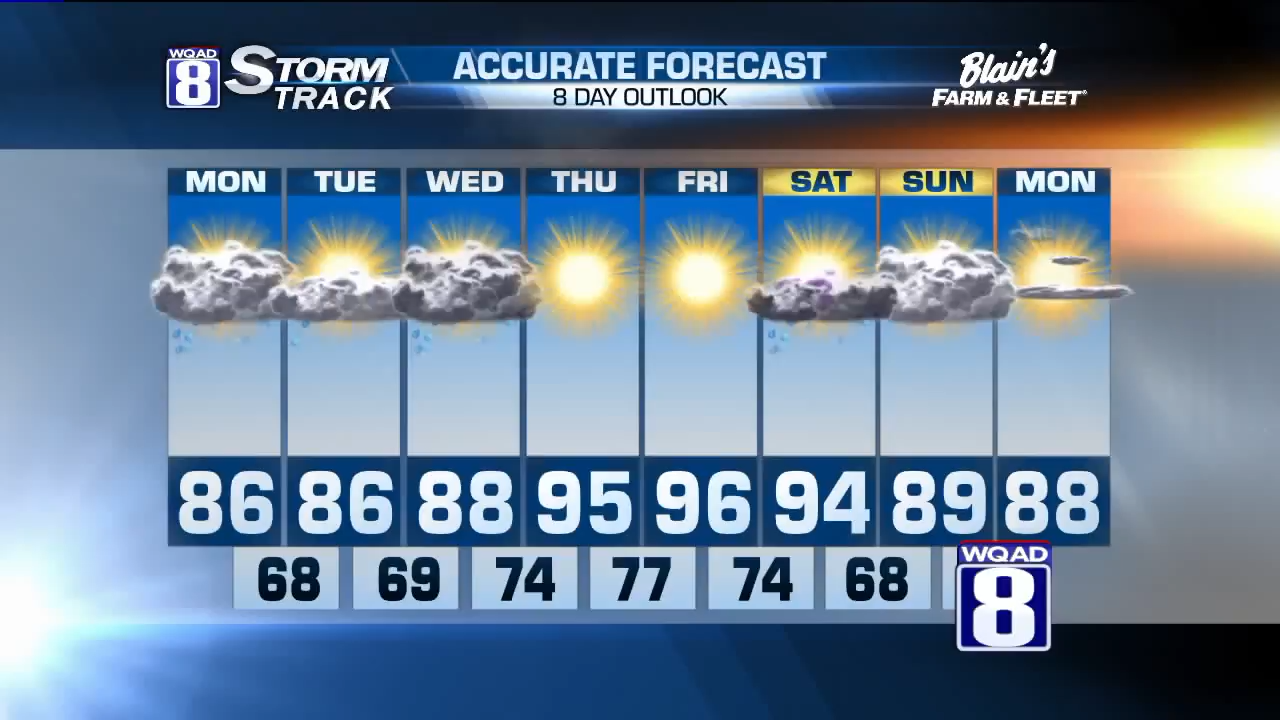 WQAD
8
STORM
TRACK
ACCURATE FORECAST
8 DAY OUTLOOK
Blain's
FARM & FLEET
MON TUE WED THU FRI SAT SUN MON
86 86 88 95 96 94 89 88
68 69 74 77 74 68
WQAD
8